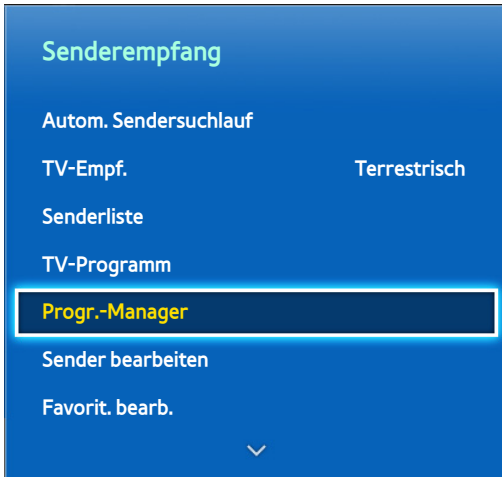 Senderempfang
Autom. Sendersuchlauf
TV-Empf. Terrestrisch
Senderliste
TV-Programm
Progr.-Manager
Sender bearbeiten
Favorit. bearb.